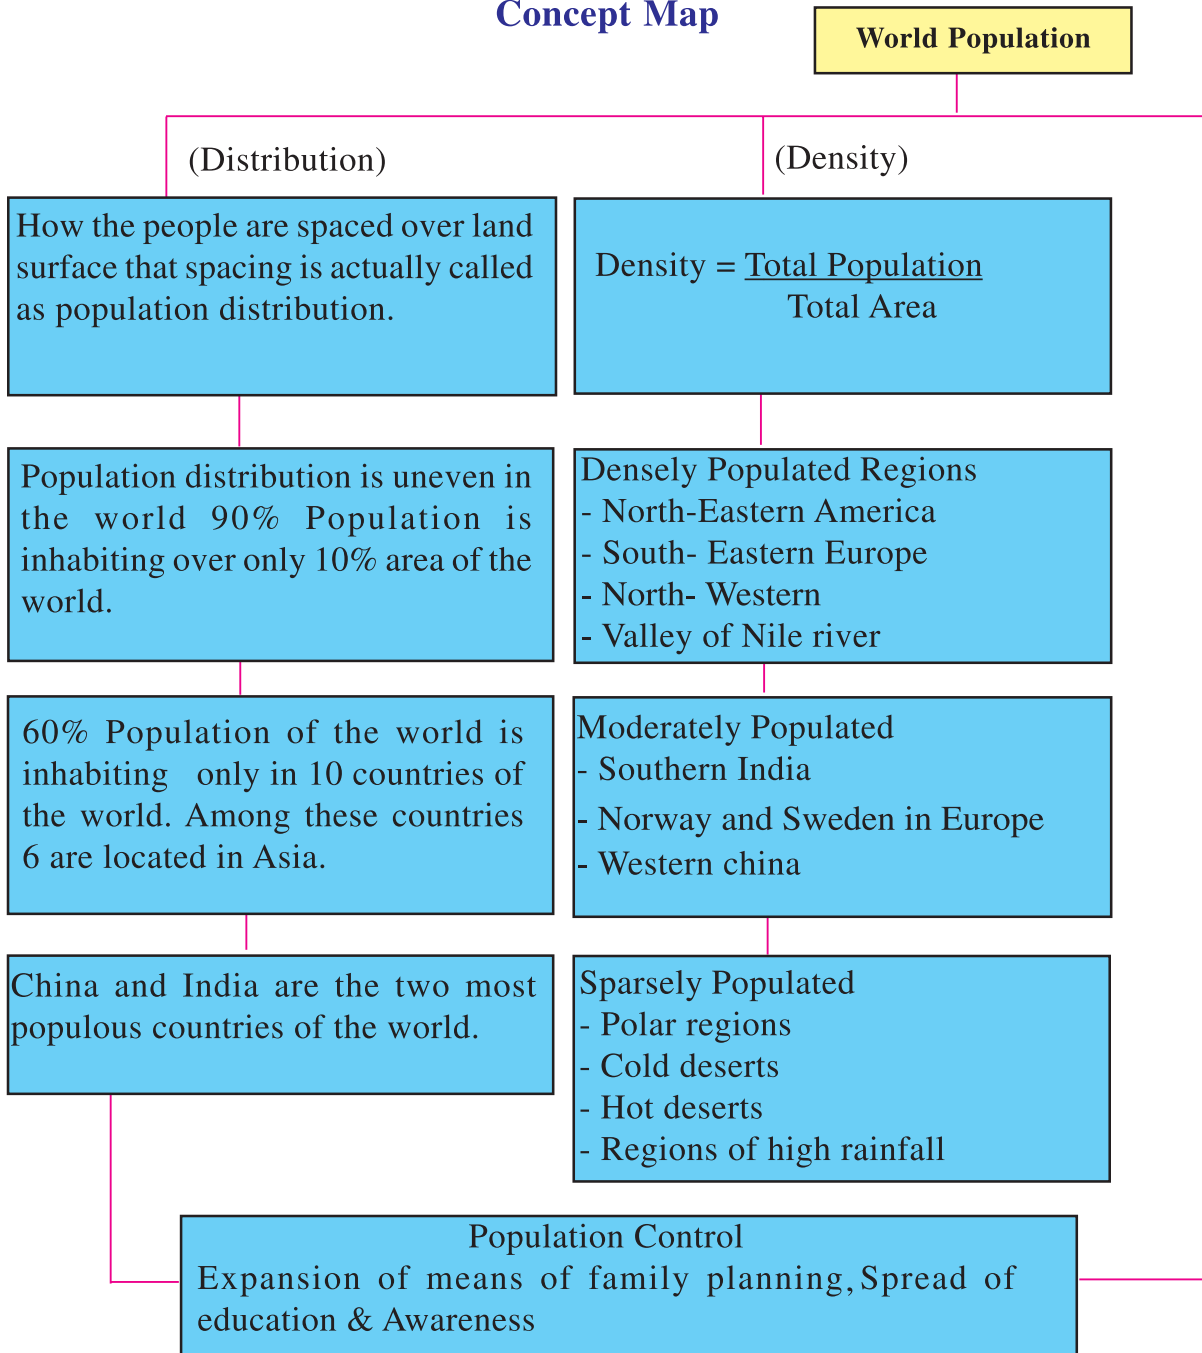 Concept Map
World Population
(Distribution)
How the people are spaced over land
surface that spacing is actually called
as population distribution.
Population distribution is uneven in
the world 90% Population is
inhabiting over only 10% area of the
world.
60% Population of the world is
inhabiting only in 10 countries of
the world. Among these countries
6 are located in Asia.
China and India are the two most
populous countries of the world.
(Density)
Density = Total Population
Total Area
Densely Populated Regions
- North-Eastern America
- South- Eastern Europe
- North- Western
- Valley of Nile river
Moderately Populated
- Southern India
- Norway and Sweden in Europe
- Western china
Sparsely Populated
- Polar regions
- Cold deserts
- Hot deserts
- Regions of high rainfall
Population Control
Expansion of means of family planning, Spread of
education & Awareness